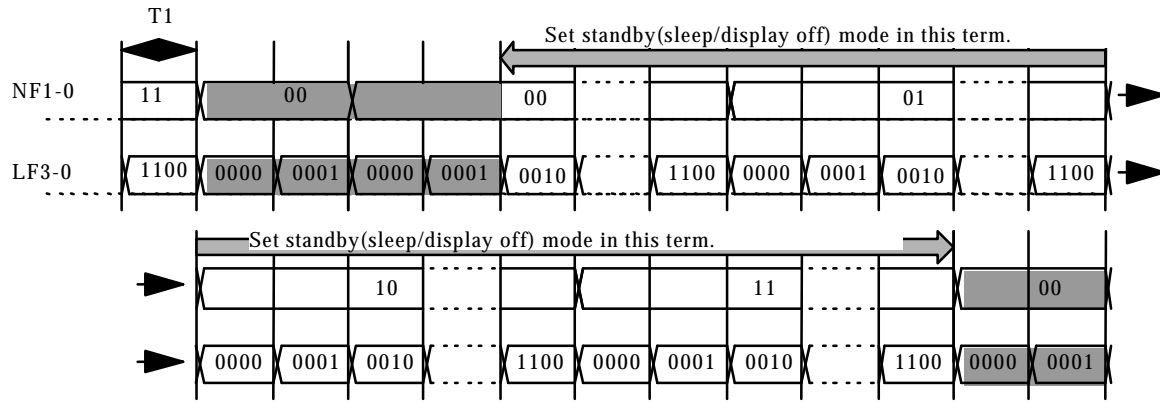 T1
Set standby(sleep/display off) mode in this term.
NF1-0 11 00 00 01
LF3-0 1100 0000 0001 0000 0001 0010 1100 0000 0001 0010 1100
Set standby(sleep/display off) mode in this term.
10 11 00
0000 0001 0010 1100 0000 0001 0010 1100 0000 0001